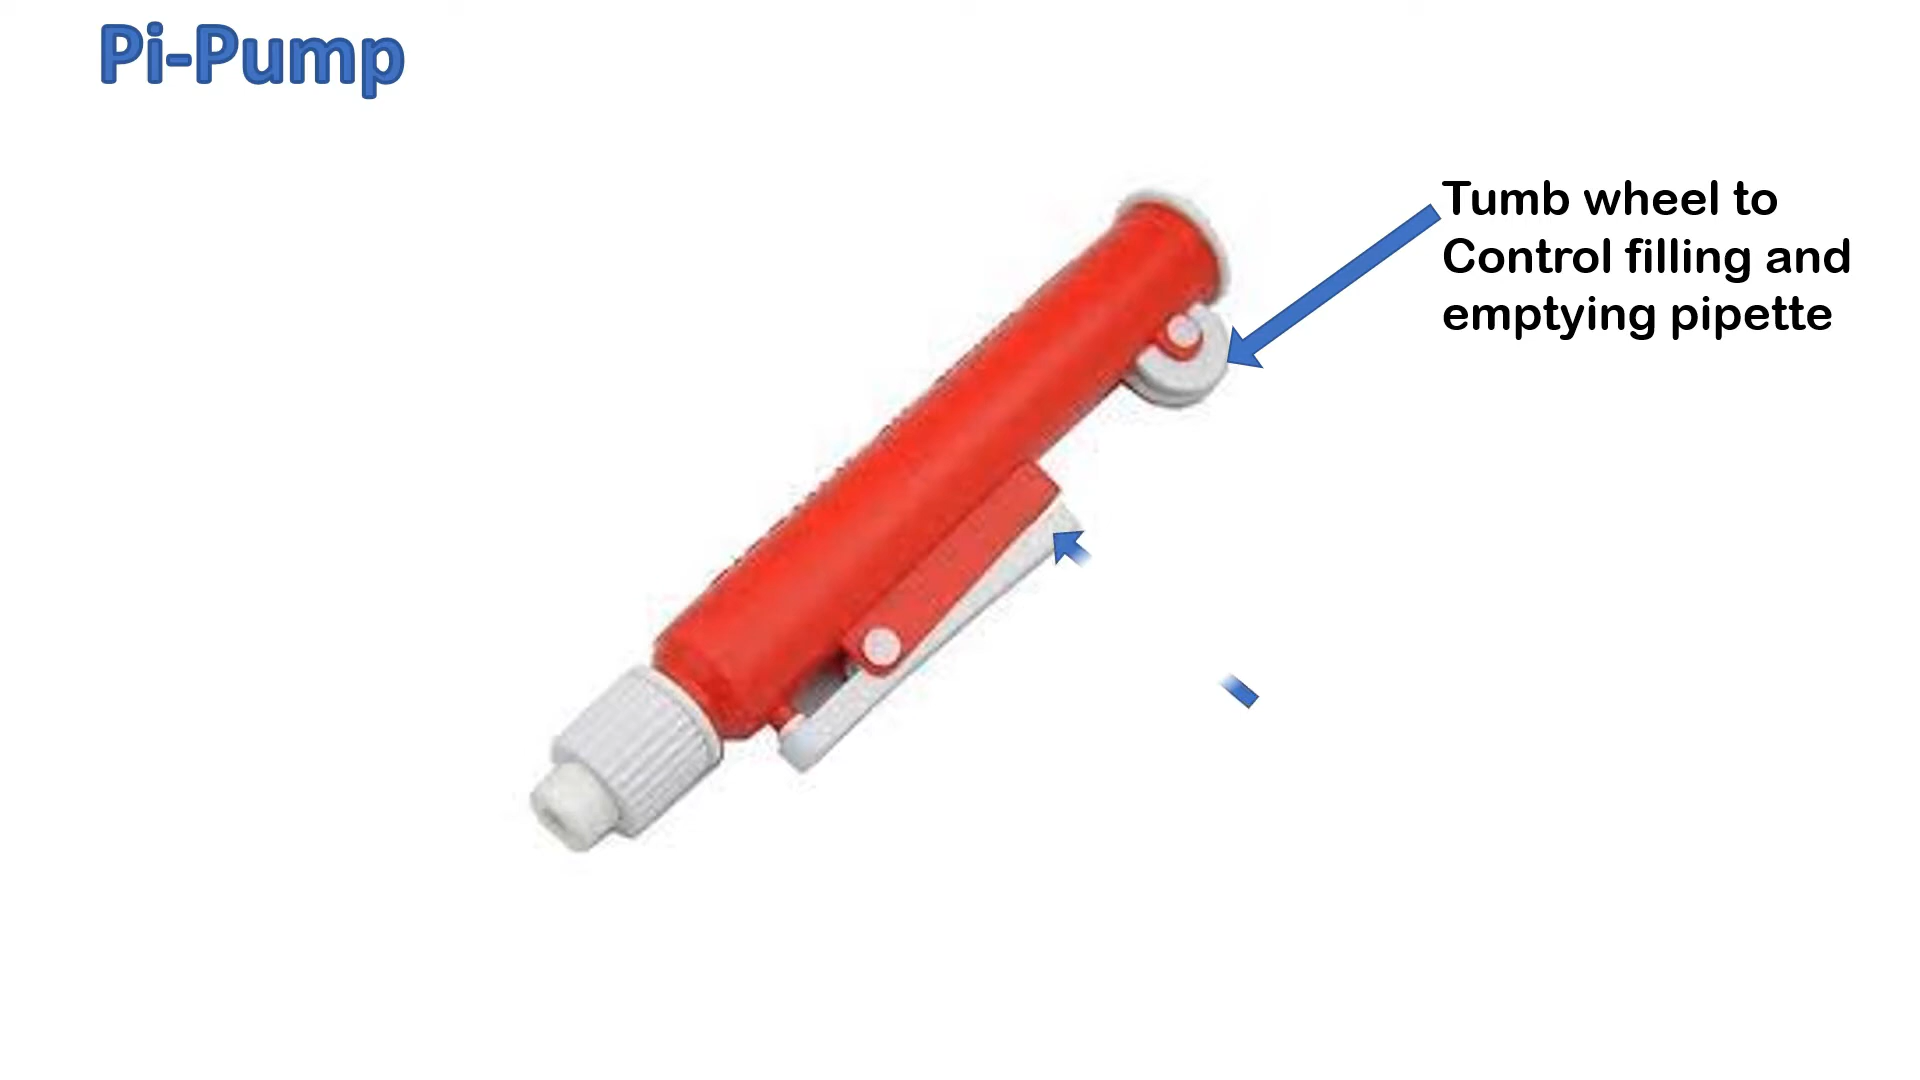 Pi-Pump
Tumb wheel to
Control filling and
emptying pipette